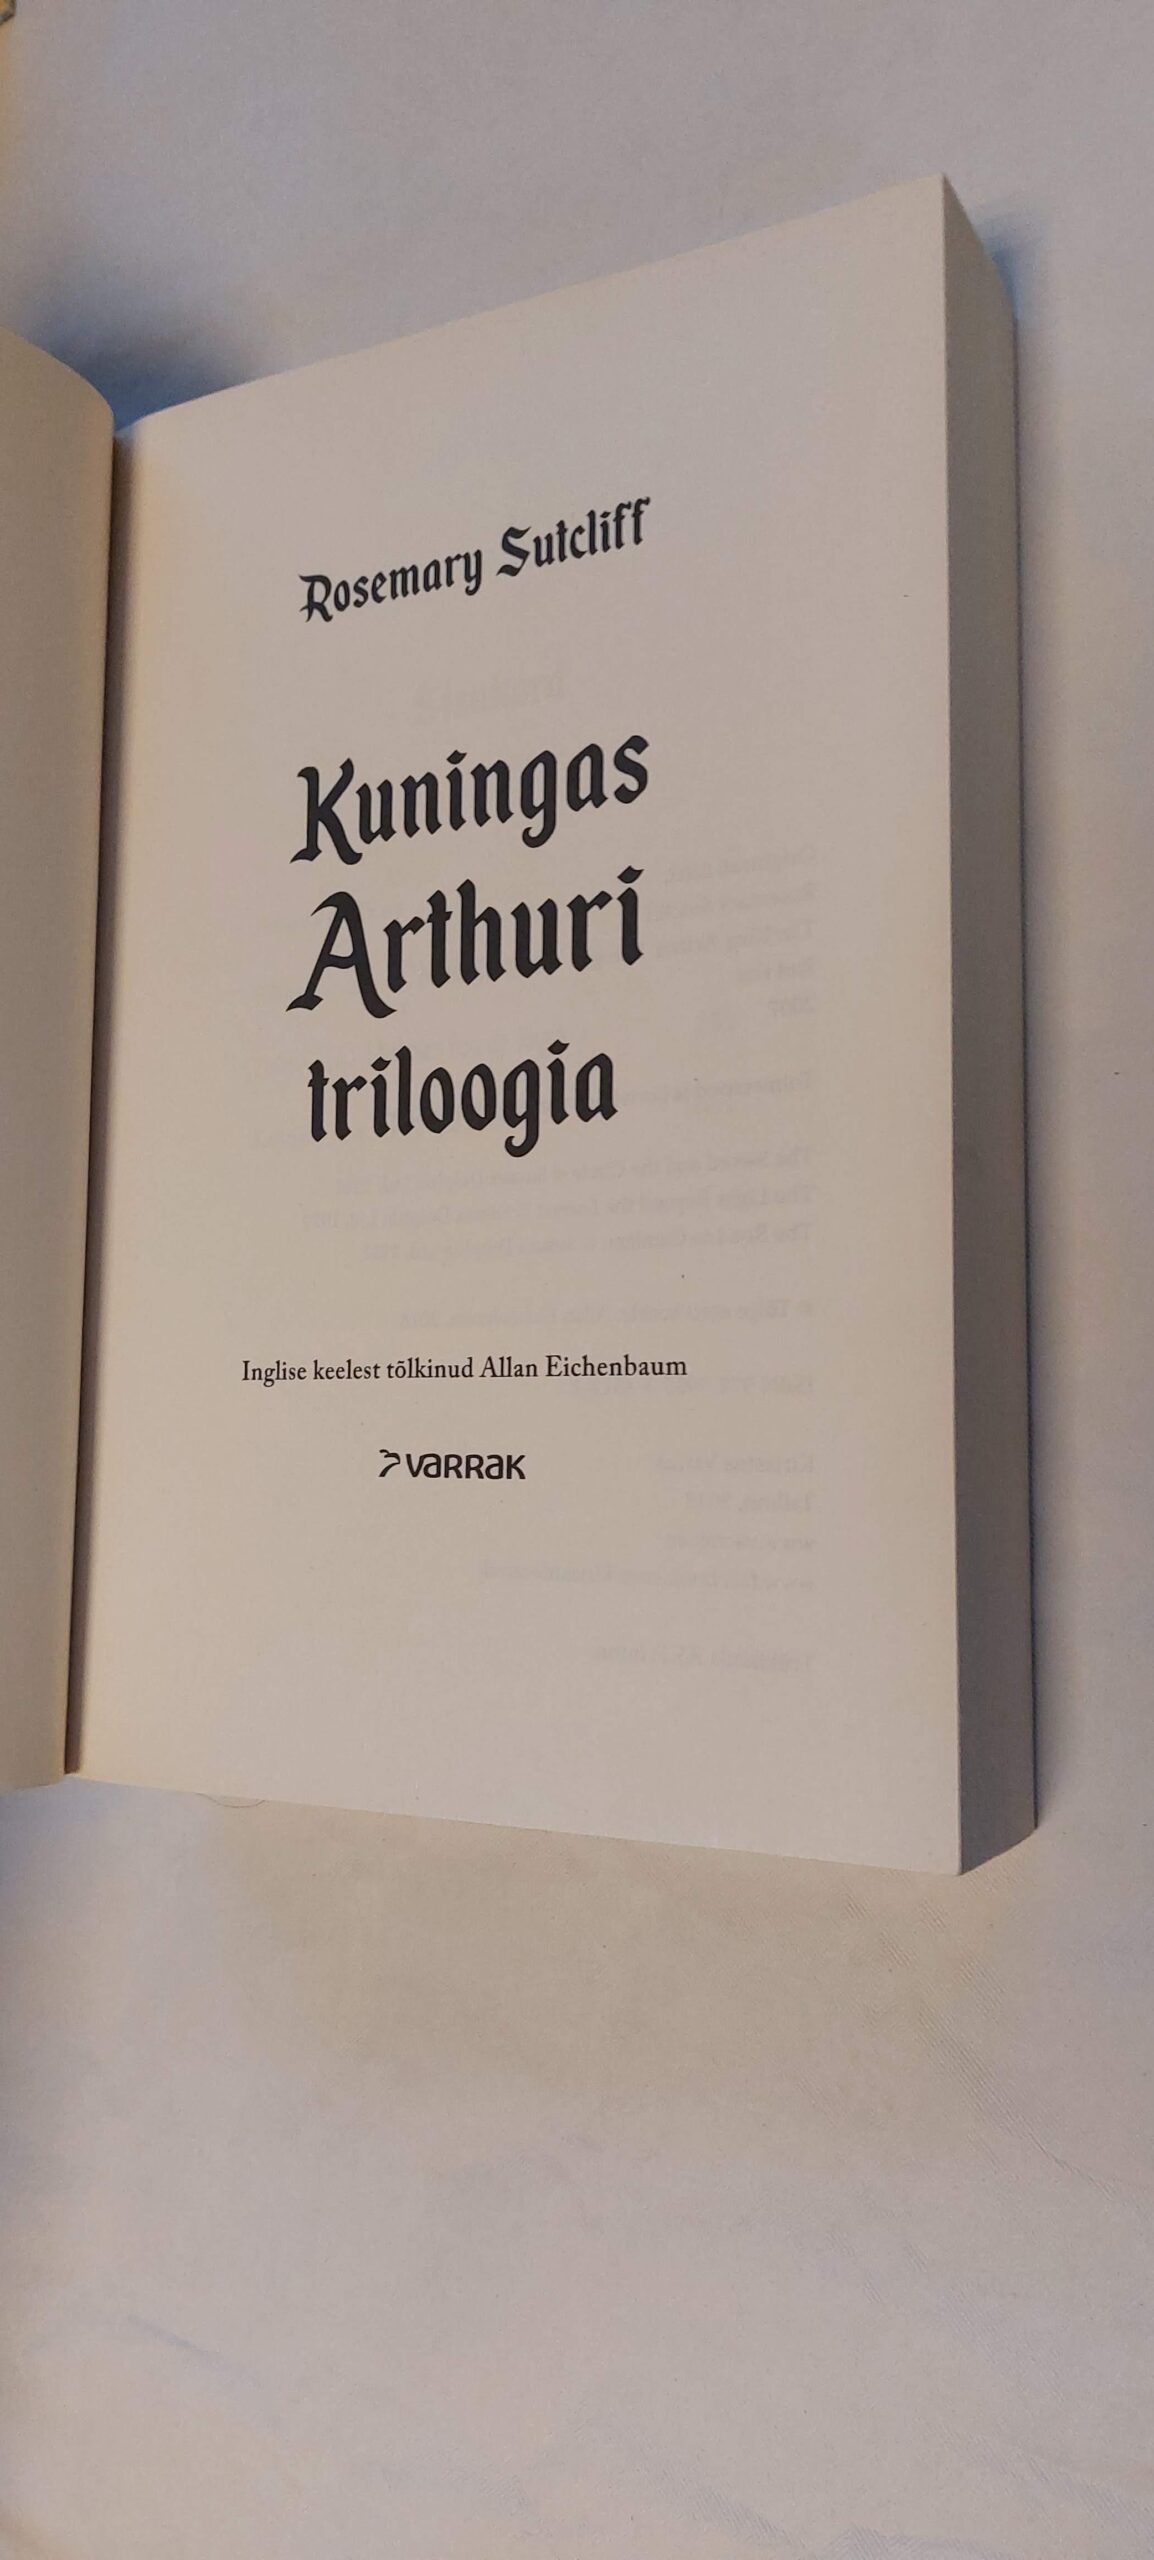 Rosemary Sutcliff
Kuningas
Arthuri
triloogia
Inglise keelest tõlkinud Allan Eichenbaum
VARRAK